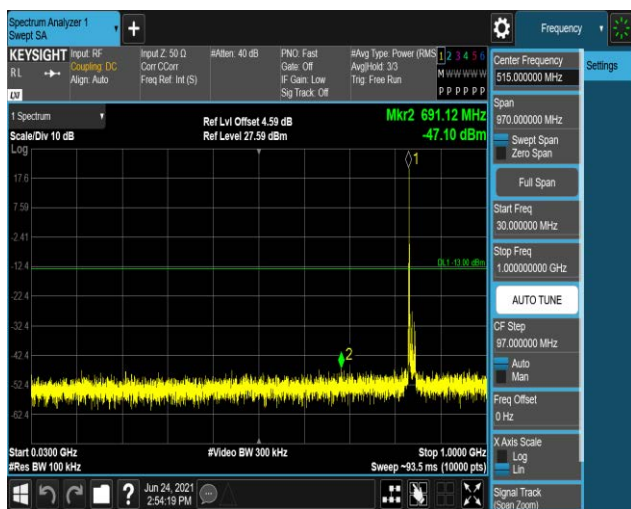 Spectrum Analyzer 1
Swept SA
+
Frequency
KEYSIGHT
RL
Input: RF
Coupling: DC
Align: Auto
Input Z: 50 Ω
Corr CCorr
Freq Ref: Int (S)
#Atten: 40 dB
PNO: Fast
Gate: Off
IF Gain: Low
Sig Track: Off
#Avg Type: Power (RMS
Avg|Hold: 3/3
Trig: Free Run
1 2 3 4 5 6
M W W W W W
P P P P P P
LXI
1 Spectrum
Scale/Div 10 dB
Ref Lvl Offset 4.59 dB
Ref Level 27.59 dBm
Mkr2 691.12 MHz
-47.10 dBm
Log
17.6
7.59
-2.41
-12.4
-22.4
-32.4
-42.4
-52.4
-62.4
1
DL1 -13.00 dBm
2
Start 0.0300 GHz
#Res BW 100 kHz
#Video BW 300 kHz
Stop 1.0000 GHz
Sweep ~93.5 ms (10000 pts)
?
Jun 24, 2021
2:54:19 PM
Center Frequency
515.000000 MHz
Settings
Span
970.000000 MHz
Swept Span
Zero Span
Full Span
Start Freq
30.000000 MHz
Stop Freq
1.000000000 GHz
AUTO TUNE
CF Step
97.000000 MHz
Auto
Man
Freq Offset
0 Hz
X Axis Scale
Log
Lin
Signal Track
(Span Zoom)